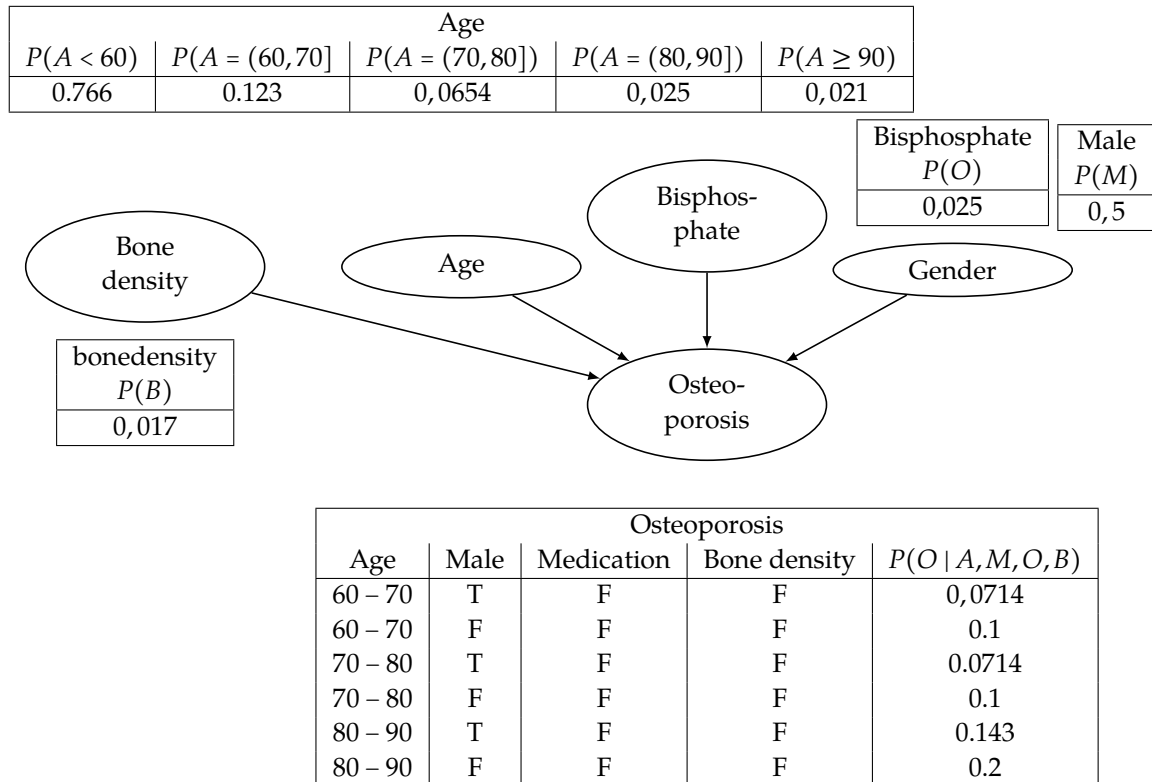 Age
P(A < 60) P(A = (60, 70] P(A = (70, 80]) P(A = (80, 90]) P(A ≥ 90)
0.766 0.123 0, 0654 0, 025 0, 021
Bisphosphate
P(O)
0,025
Male
P(M)
0, 5
Bisphos-
phate
Bone
density
Age
Gender
bonedensity
P(B)
0, 017
Osteo-
porosis
Osteoporosis
Age Male Medication Bone density P(O | A, M, O, B)
60 – 70 T F F 0, 0714
60 – 70 F F F 0.1
70 – 80 T F F 0.0714
70 – 80 F F F 0.1
80 – 90 T F F 0.143
80 – 90 F F F 0.2